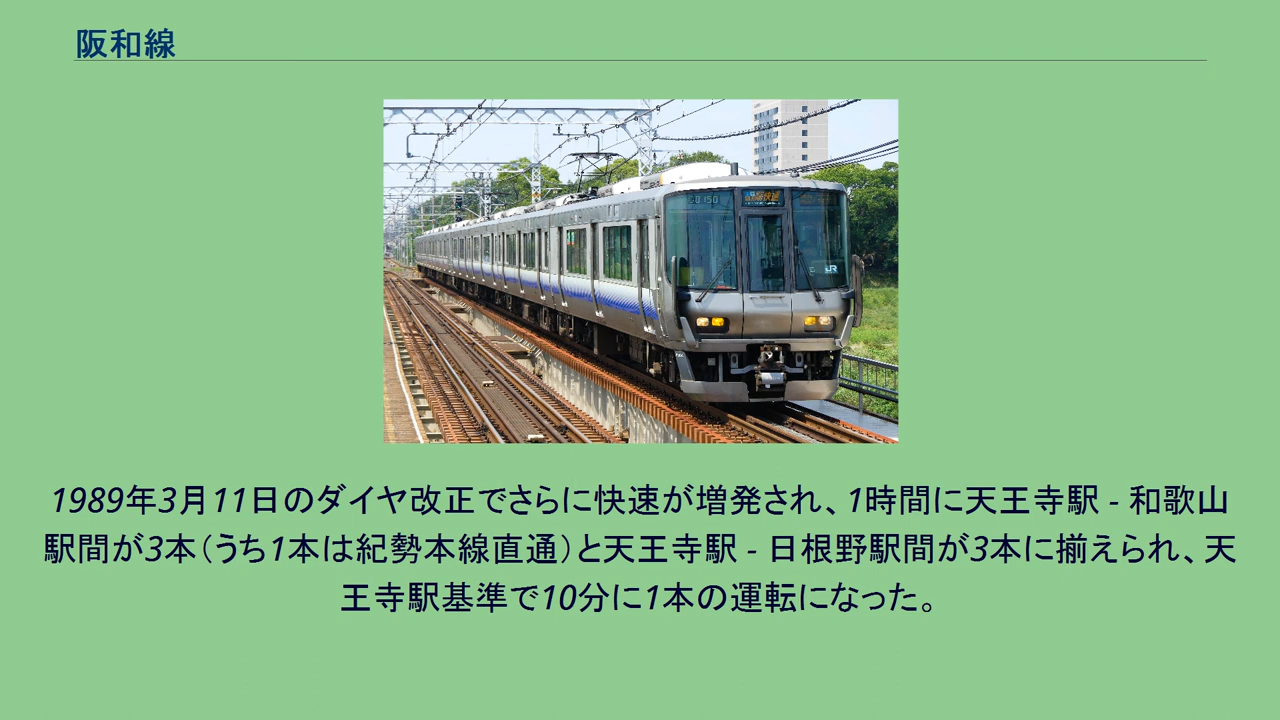 阪和線
快速
JR
1989年3月11日のダイヤ改正でさらに快速が増発され、1時間に天王寺駅 - 和歌山
駅間が3本（うち1本は紀勢本線直通）と天王寺駅 - 日根野駅間が3本に揃えられ、天
王寺駅基準で10分に1本の運転になった。